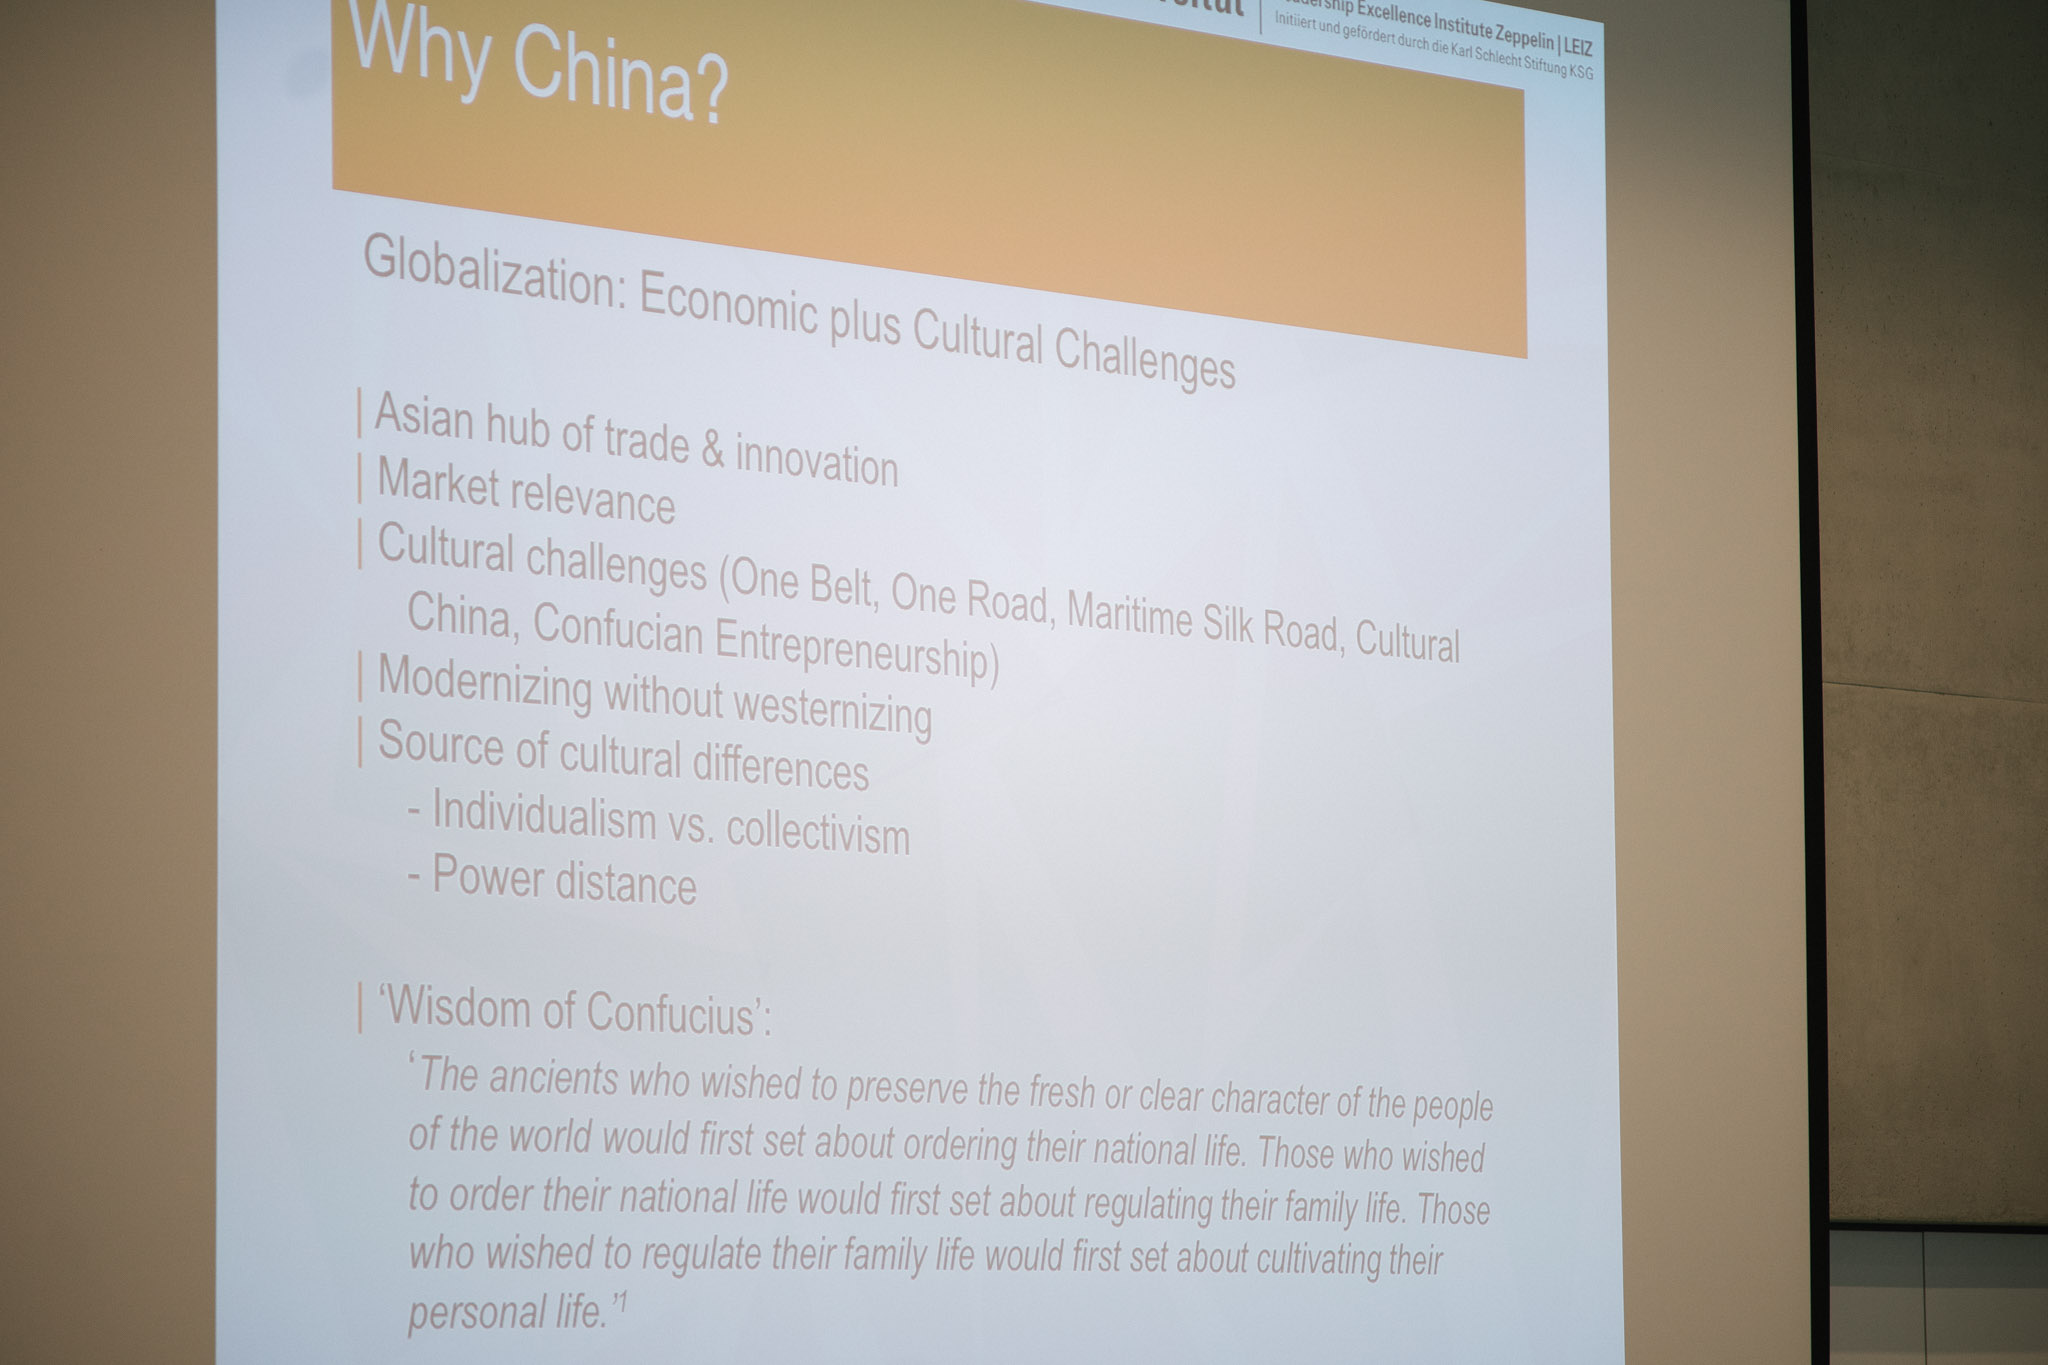 Excellence Institute Zeppelin | LEIZ
Initiiert und gefördert durch die Karl Schlecht Stiftung KSG
Why China?
Globalization: Economic plus Cultural Challenges
| Asian hub of trade & innovation
| Market relevance
| Cultural challenges (One Belt, One Road, Maritime Silk Road, Cultural
China, Confucian Entrepreneurship)
| Modernizing without westernizing
| Source of cultural differences
- Individualism vs. collectivism
- Power distance
| ‘Wisdom of Confucius’:
‘The ancients who wished to preserve the fresh or clear character of the people
of the world would first set about ordering their national life. Those who wished
to order their national life would first set about regulating their family life. Those
who wished to regulate their family life would first set about cultivating their
personal life.’1